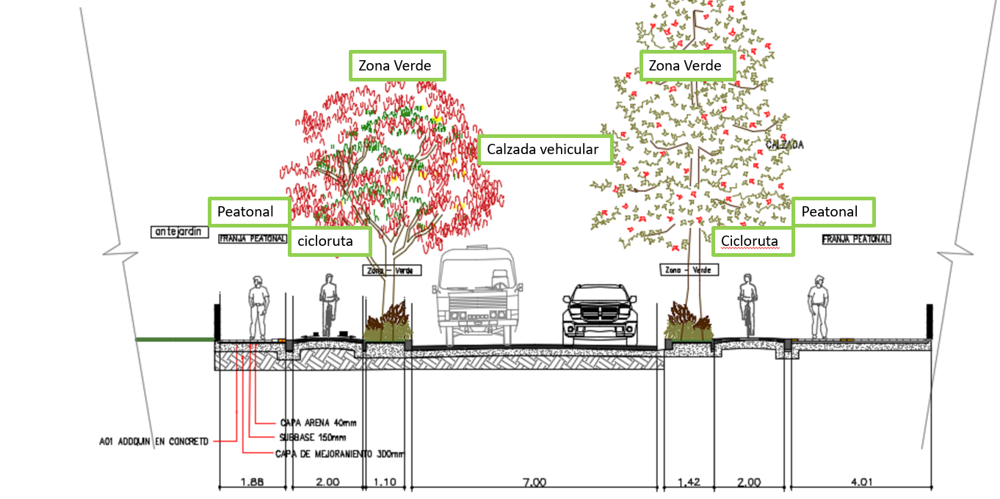 Zona Verde
Zona Verde
Calzada vehicular
CALZADA
Peatonal
Peatonal
antejardin
FRANJA PEATONAL
cicloruta
Cicloruta
FRANJA PEATONAL
Zona - Verde
Zona - Verde
CAPA ARENA 40mm
SUBBASE 150mm
A01 ADDQUIN EN CONCRETO
CAPA DE MEJORAMIENTO 300mm
1.88
2.00
1.10
7.00
1.42
2.00
4.01